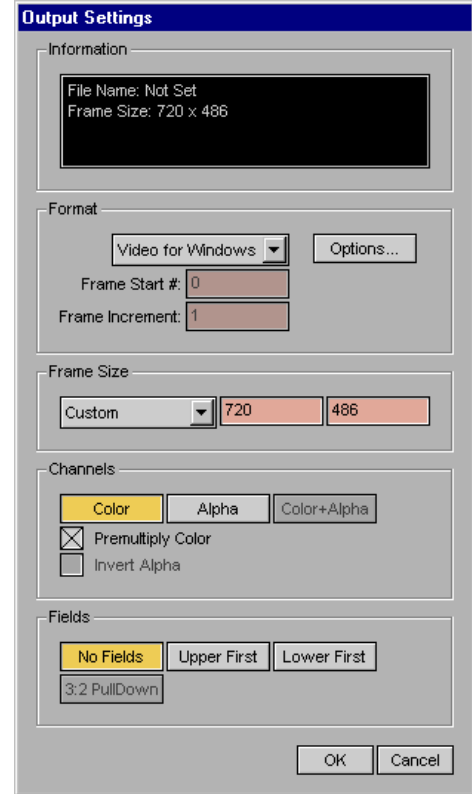 Output Settings
Information
File Name: Not Set
Frame Size: 720 x 486
Format
Video for Windows
Options...
Frame Start #: 0
Frame Increment: 1
Frame Size
Custom 720 486
Channels
Color Alpha Color+Alpha
Premultiply Color
Invert Alpha
Fields
No Fields Upper First Lower First
3:2 PullDown
OK Cancel